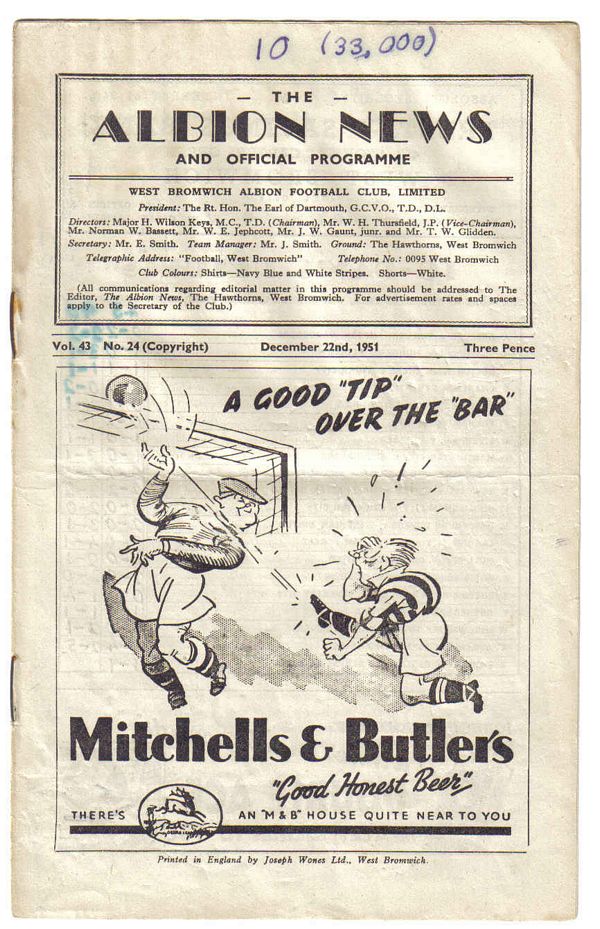 10 (33,000)
— THE —
ALBION NEWS
AND OFFICIAL PROGRAMME
WEST BROMWICH ALBION FOOTBALL CLUB, LIMITED
President: The Rt. Hon. The Earl of Dartmouth, G.C.V.O., T.D., D.L.
Directors: Major H. Wilson Keys, M.C., T.D. (Chairman), Mr. W. H. Thursfield, J.P. (Vice-Chairman),
Mr. Norman W. Bassett, Mr. W. E. Jephcott, Mr. J. W. Gaunt, junr. and Mr. T. W. Glidden.
Secretary: Mr. E. Smith. Team Manager: Mr. J. Smith. Ground: The Hawthorns, West Bromwich
Telegraphic Address: "Football, West Bromwich" Telephone No.: 0095 West Bromwich
Club Colours: Shirts—Navy Blue and White Stripes. Shorts—White.
(All communications regarding editorial matter in this programme should be addressed to The
Editor, The Albion News, The Hawthorns, West Bromwich. For advertisement rates and spaces
apply to the Secretary of the Club.)
Vol. 43 No. 24 (Copyright) December 22nd, 1951 Three Pence
A GOOD "TIP"
OVER THE "BAR"
Mitchells & Butler's
"Good Honest Beer"
THERE'S AN "M & B" HOUSE QUITE NEAR TO YOU
Printed in England by Joseph Wones Ltd., West Bromwich.